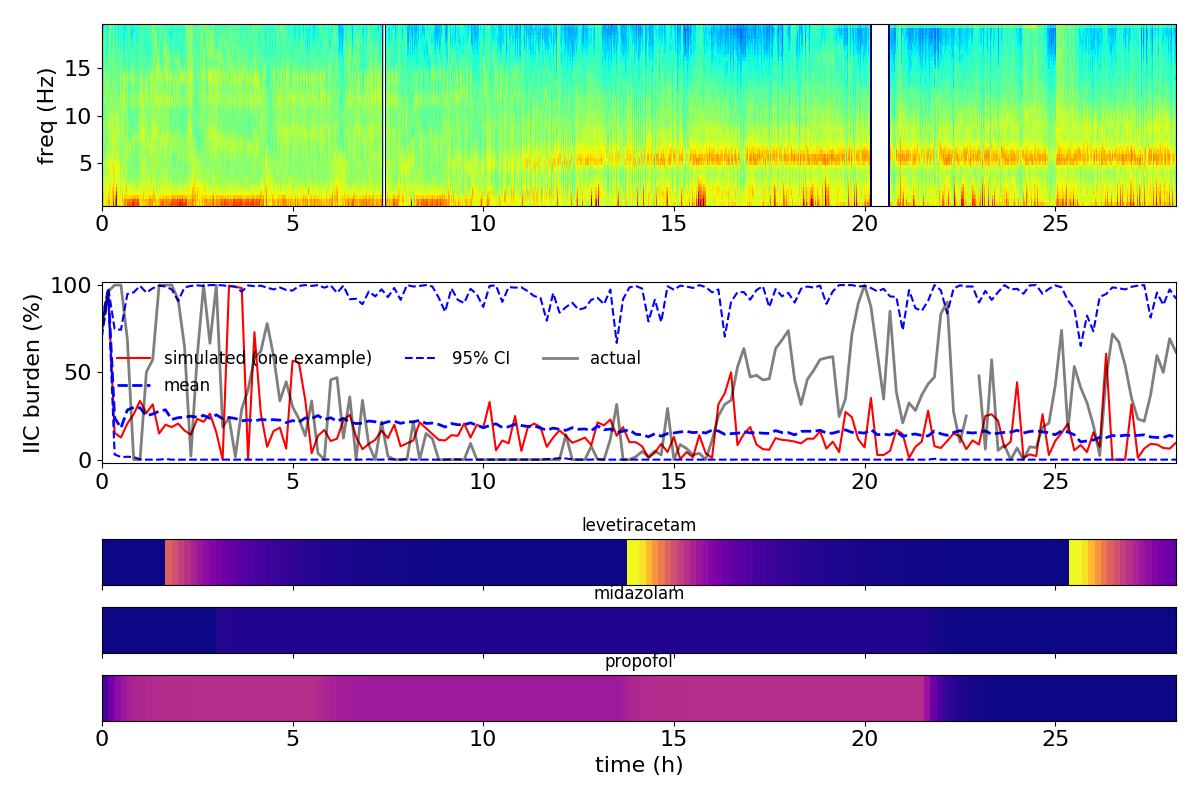 freq (Hz)
15
10
5
0 5 10 15 20 25
IIC burden (%)
100
50
0
simulated (one example) 95% CI actual
mean
0 5 10 15 20 25
levetiracetam
midazolam
propofol
0 5 10 15 20 25
time (h)